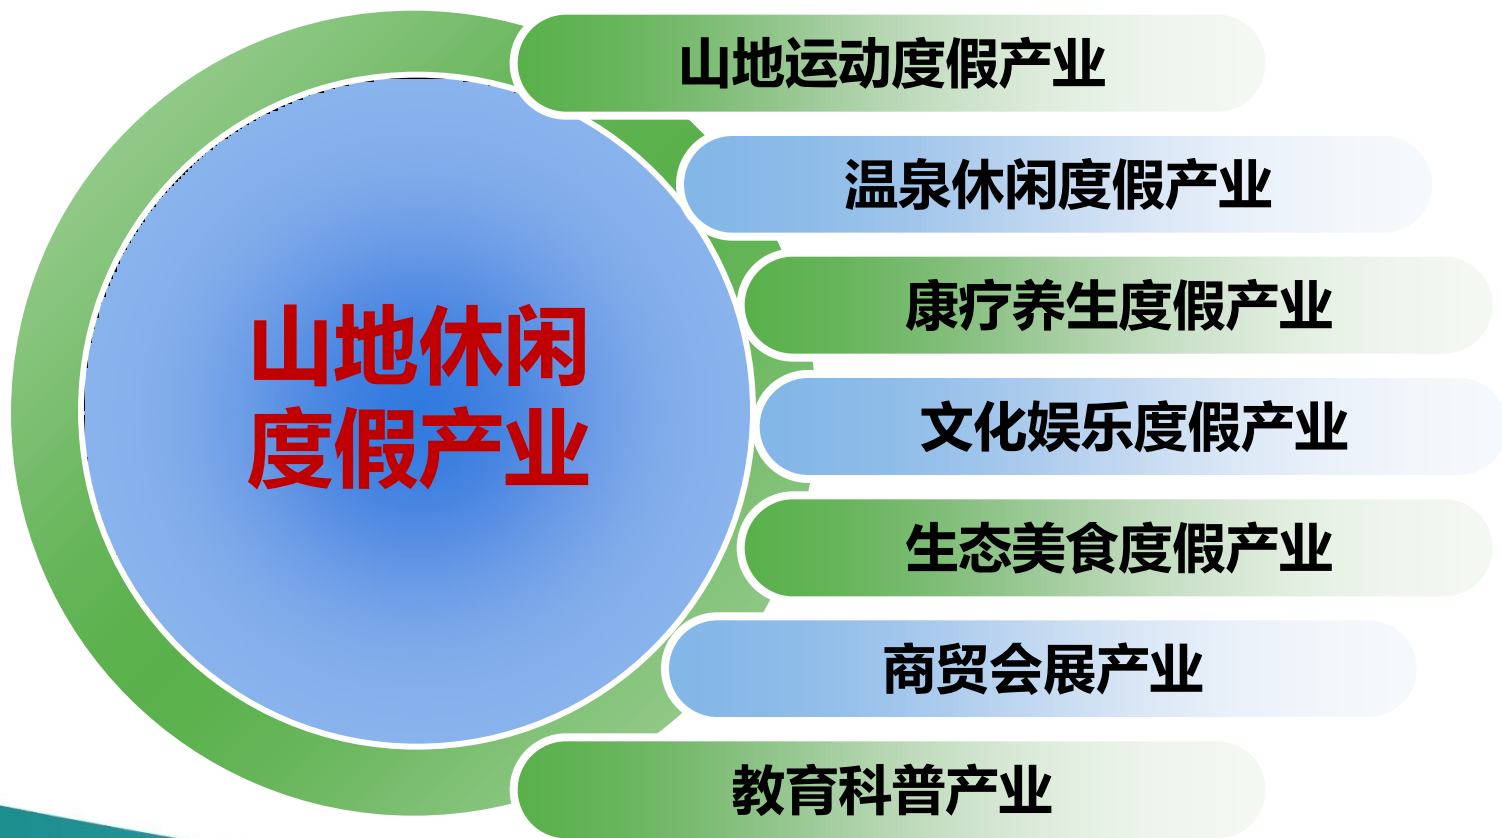 山地休闲
度假产业
山地运动度假产业
温泉休闲度假产业
康疗养生度假产业
文化娱乐度假产业
生态美食度假产业
商贸会展产业
教育科普产业